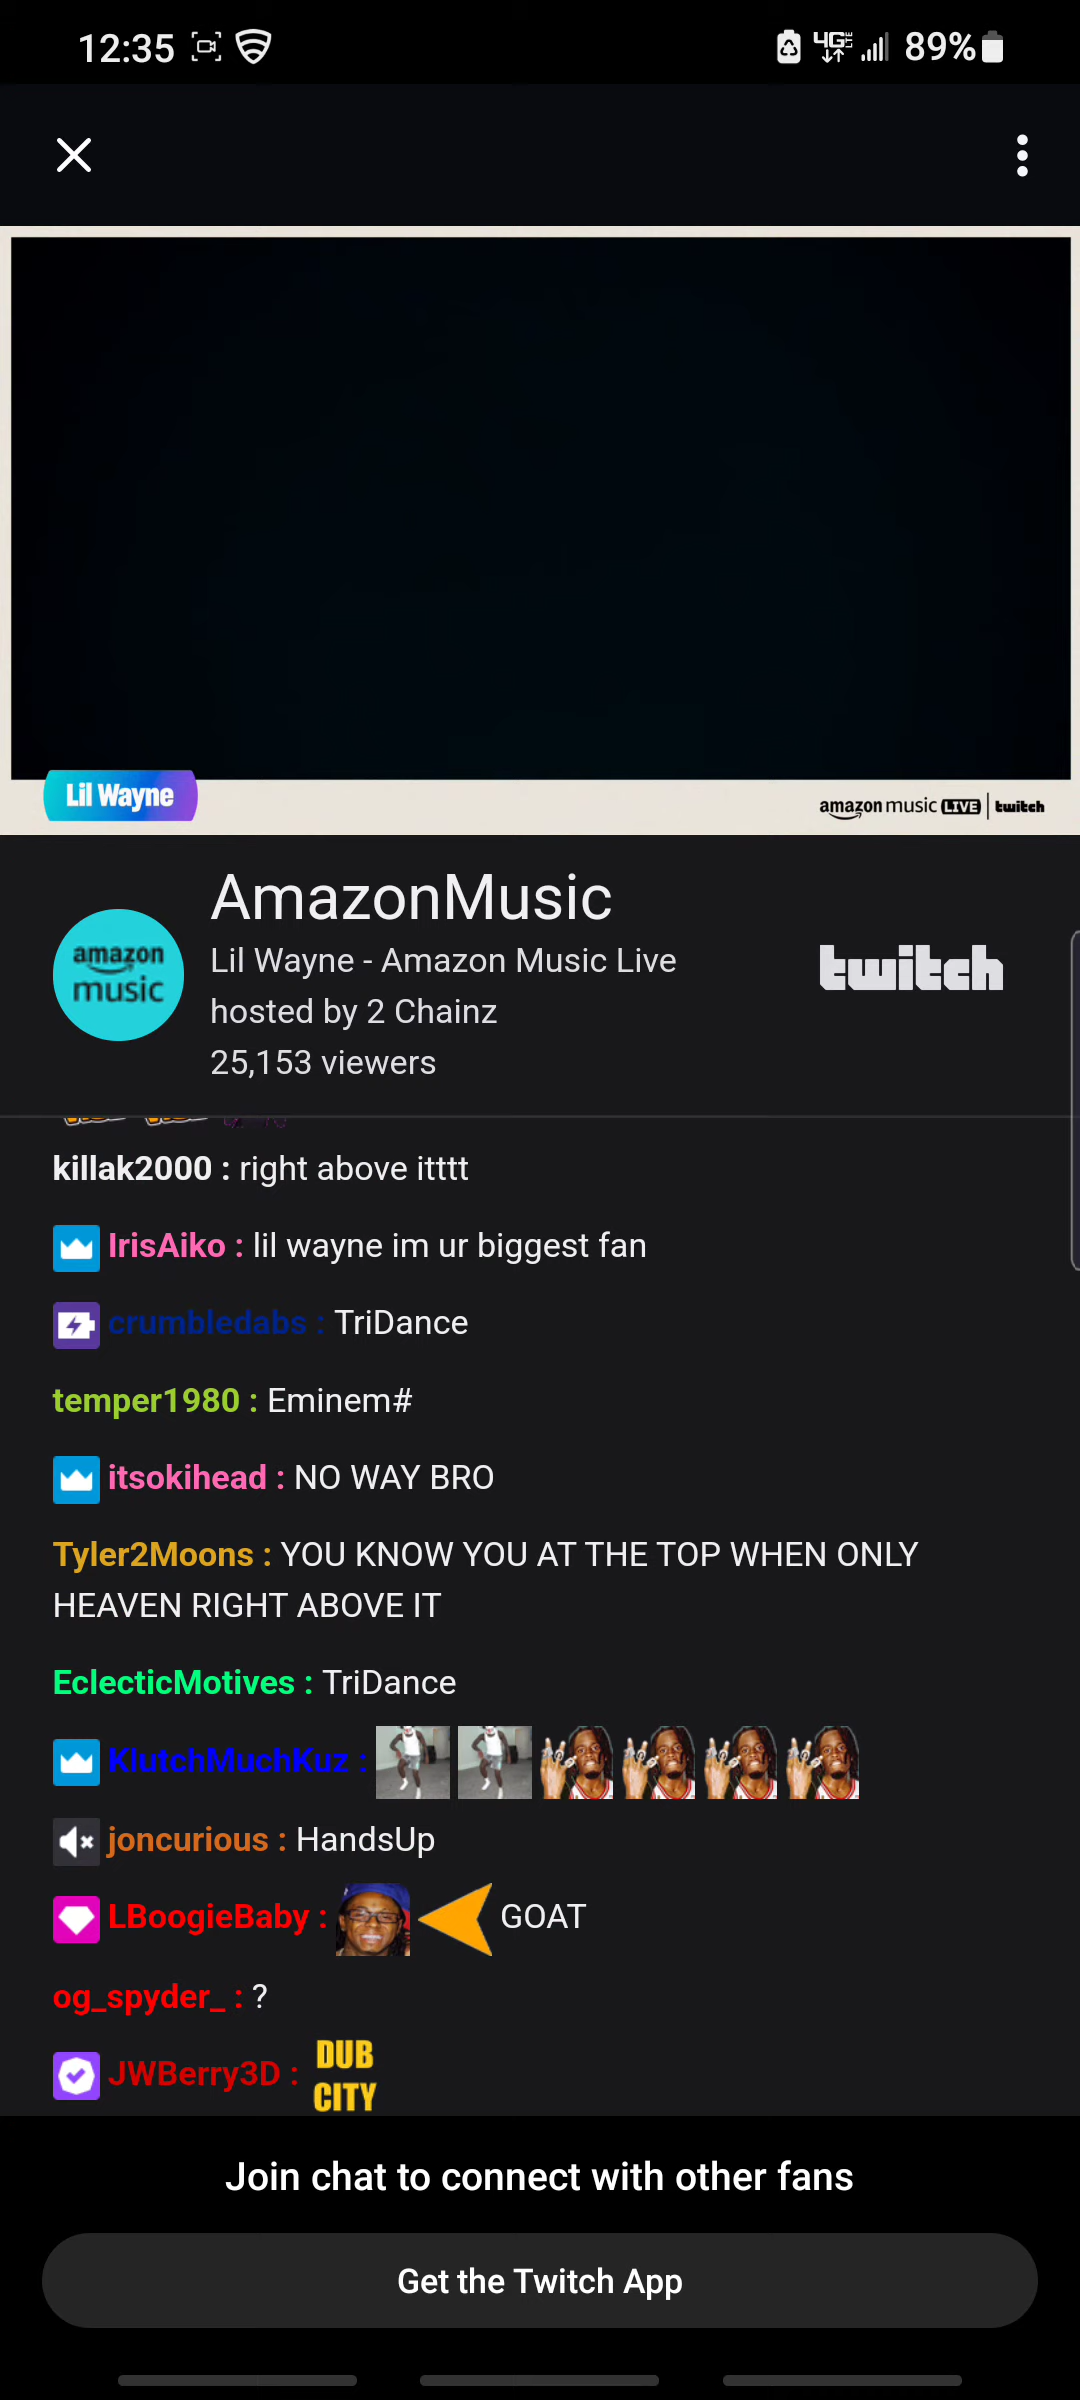 12:35 4G LTE 89%
Lil Wayne
amazon music LIVE | twitch
AmazonMusic
amazon music
Lil Wayne - Amazon Music Live
hosted by 2 Chainz
25,153 viewers
twitch
killak2000 : right above itttt
IrisAiko : lil wayne im ur biggest fan
crumbledabs : TriDance
temper1980 : Eminem#
itsokihead : NO WAY BRO
Tyler2Moons : YOU KNOW YOU AT THE TOP WHEN ONLY
HEAVEN RIGHT ABOVE IT
EclecticMotives : TriDance
KlutchMuchKuz :
joncurious : HandsUp
LBoogieBaby : GOAT
og_spyder_ : ?
JWBerry3D : DUB
CITY
Join chat to connect with other fans
Get the Twitch App